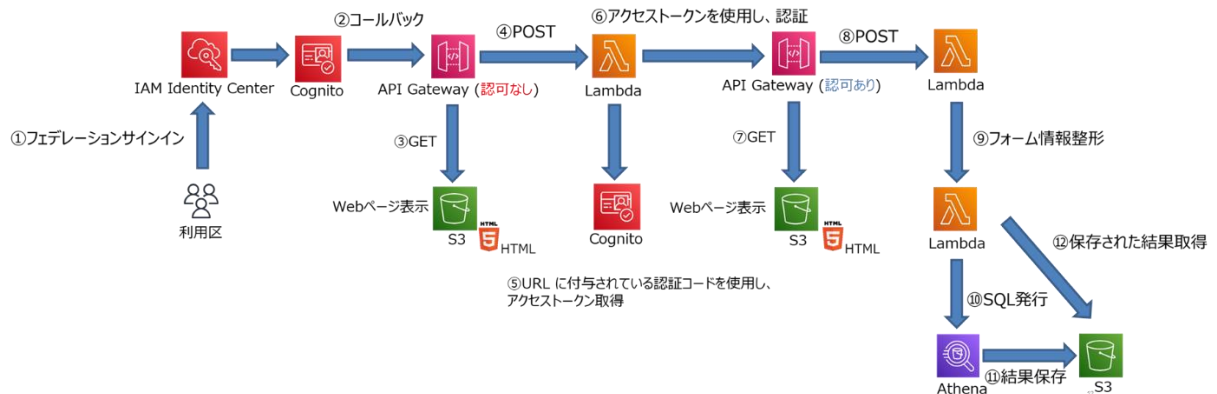 ②コールバック
④POST
⑥アクセストークンを使用し、認証
⑧POST
IAM Identity Center
Cognito
API Gateway (認可なし)
Lambda
API Gateway (認可あり)
Lambda
①フェデレーションサインイン
③GET
⑦GET
⑨フォーム情報整形
利用区
Webページ表示
S3
HTML
5
HTML
Cognito
Webページ表示
S3
HTML
5
HTML
Lambda
⑫保存された結果取得
⑤URL に付与されている認証コードを使用し、
アクセストークン取得
⑩SQL発行
Athena
⑪結果保存
S3